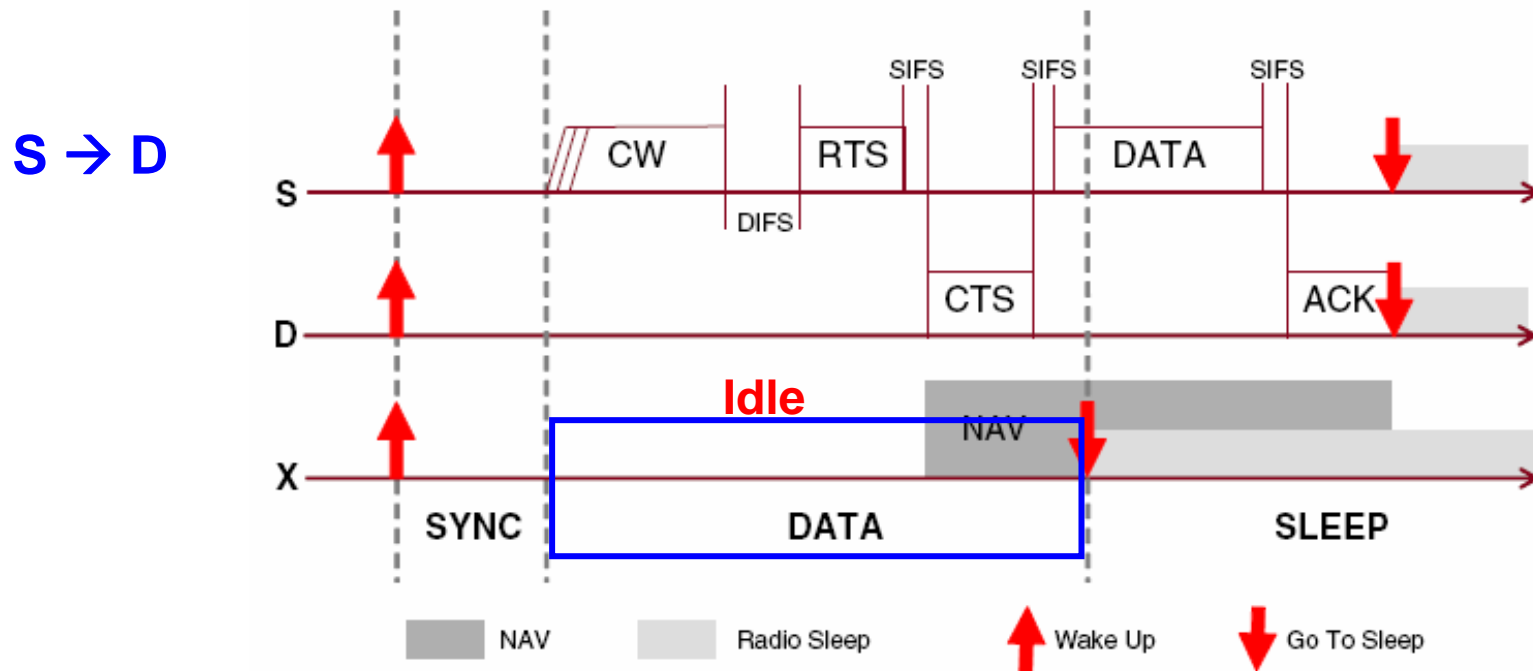 SIFS SIFS SIFS
S → D
CW RTS DATA
S
DIFS
CTS ACK
D
Idle
NAV
X
SYNC DATA SLEEP
NAV Radio Sleep Wake Up Go To Sleep